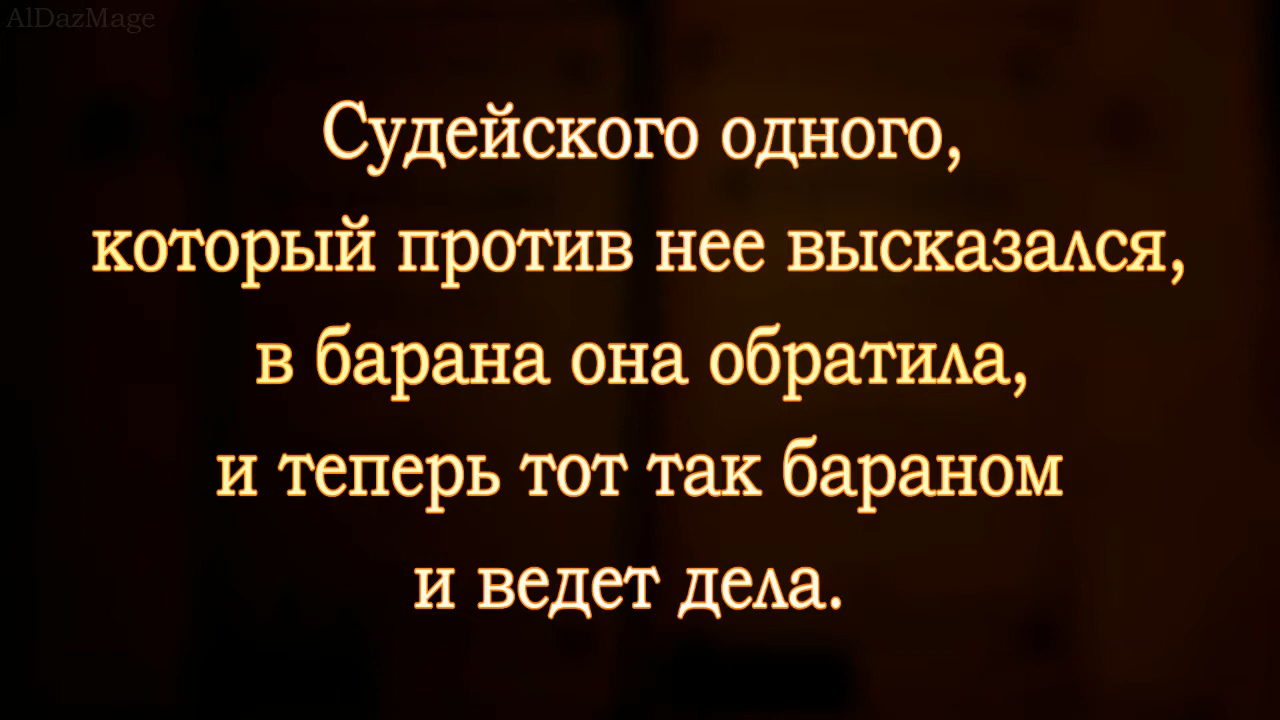 AlDazMage
Судейского одного,
который против нее высказался,
в барана она обратила,
и теперь тот так бараном
и ведет дела.